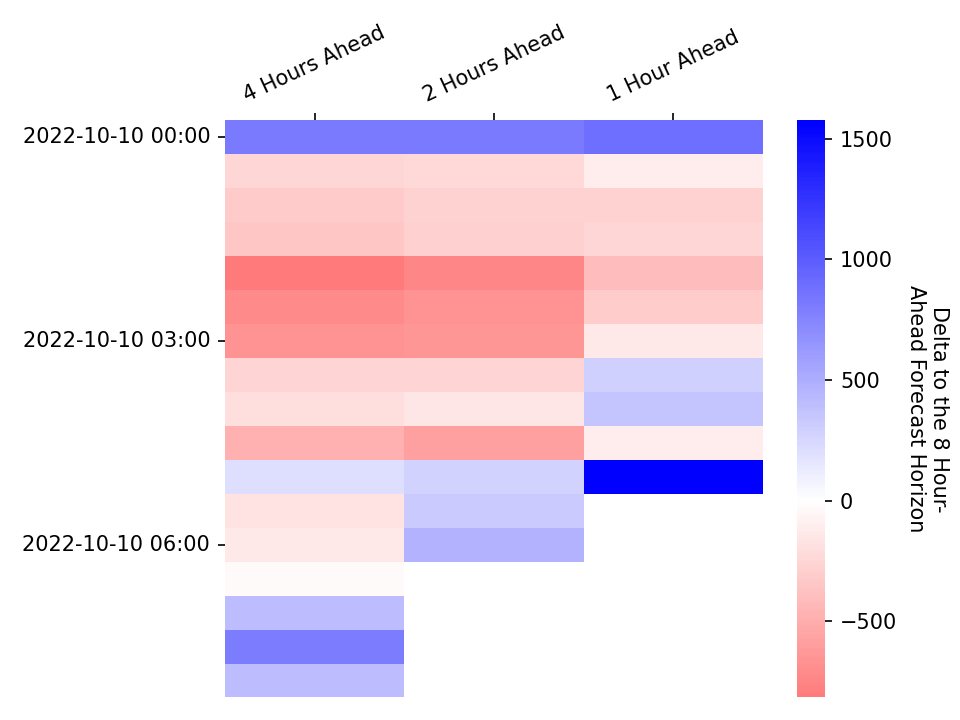 4 Hours Ahead
2 Hours Ahead
1 Hour Ahead
2022-10-10 00:00
2022-10-10 03:00
2022-10-10 06:00
1500
1000
500
0
−500
Delta to the 8 Hour-
Ahead Forecast Horizon